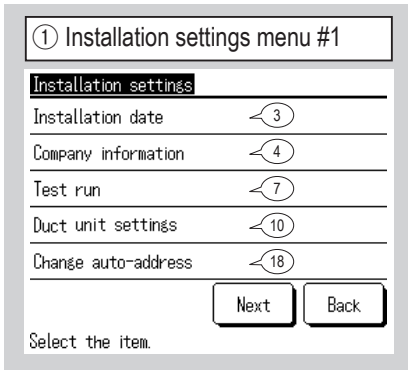 ① Installation settings menu #1
Installation settings
Installation date 3
Company information 4
Test run 7
Duct unit settings 10
Change auto-address 18
Next Back
Select the item.